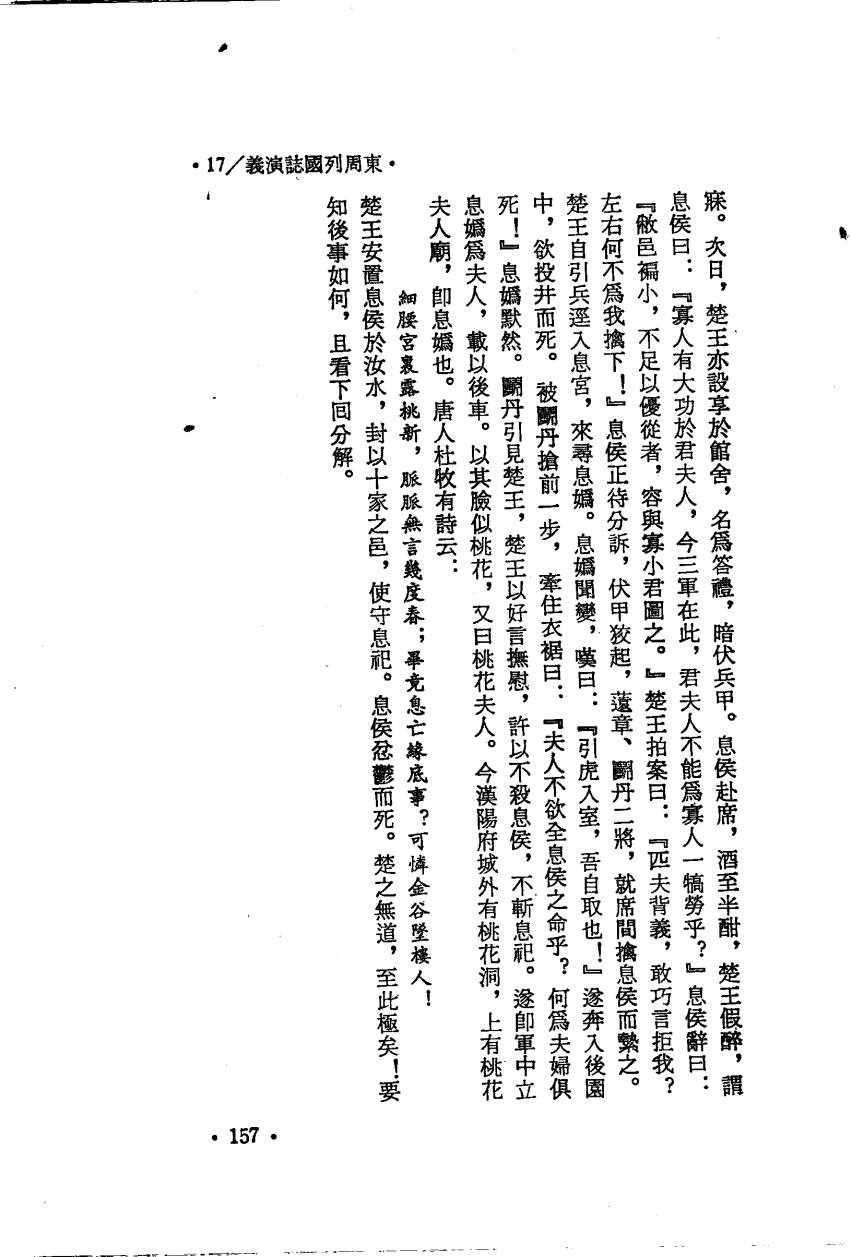 •17/義演誌國列周東•
寐。次日，楚王亦設享於館舍，名爲答禮，暗伏兵甲。息侯赴席，酒至半酣，楚王假醉，謂
息侯曰：『寡人有大功於君夫人，今三軍在此，君夫人不能爲寡人一犒勞乎？』息侯辭曰：
『敝邑褊小，不足以優從者，容與寡小君圖之。』楚王拍案曰：『匹夫背義，敢巧言拒我？
左右何不爲我擒下！』息侯正待分訴，伏甲猝起，薳章、鬭丹二將，就席間擒息侯而縶之。
楚王自引兵逕入息宮，來尋息嬀。息嬀聞變，嘆曰：『引虎入室，吾自取也！』遂奔入後園
中，欲投井而死。被鬭丹搶前一步，牽住衣裾曰：『夫人不欲全息侯之命乎？何爲夫婦俱
死！』息嬀默然。鬭丹引見楚王，楚王以好言撫慰，許以不殺息侯，不斬息祀。遂卽軍中立
息嬀爲夫人，載以後車。以其臉似桃花，又曰桃花夫人。今漢陽府城外有桃花洞，上有桃花
夫人廟，卽息嬀也。唐人杜牧有詩云：
細腰宮裏露桃新，脈脈無言幾度春；畢竟息亡緣底事？可憐金谷墜樓人！
楚王安置息侯於汝水，封以十家之邑，使守息祀。息侯忿鬱而死。楚之無道，至此極矣！要
知後事如何，且看下回分解。
•157•